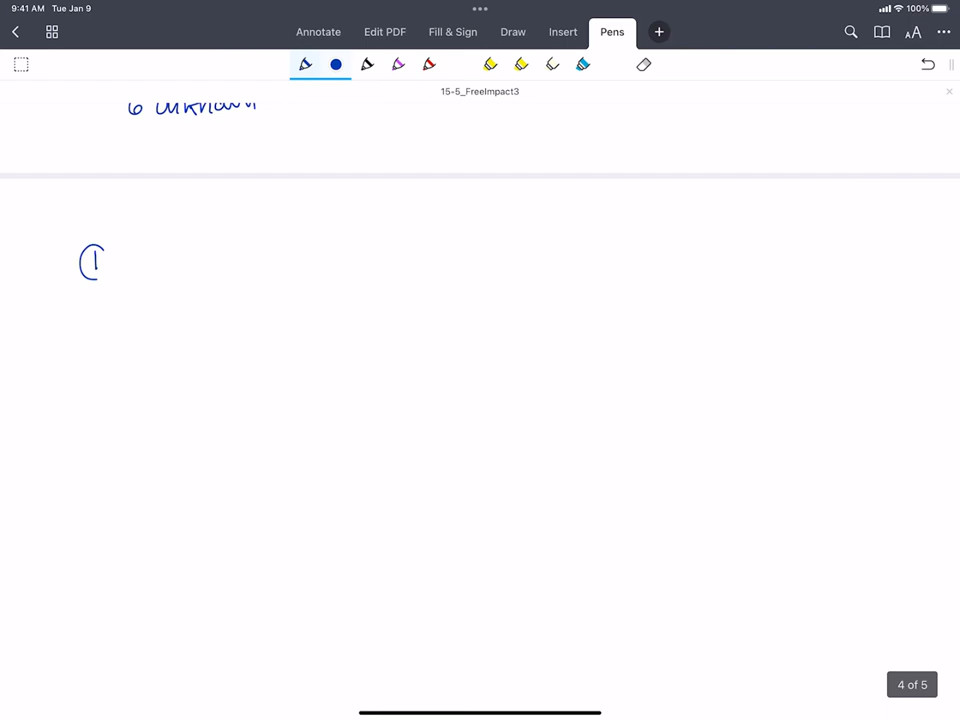 9:41 AM Tue Jan 9
100%
Annotate Edit PDF Fill & Sign Draw Insert Pens
AA
15-5_FreeImpact3
6 unknown
(1
4 of 5